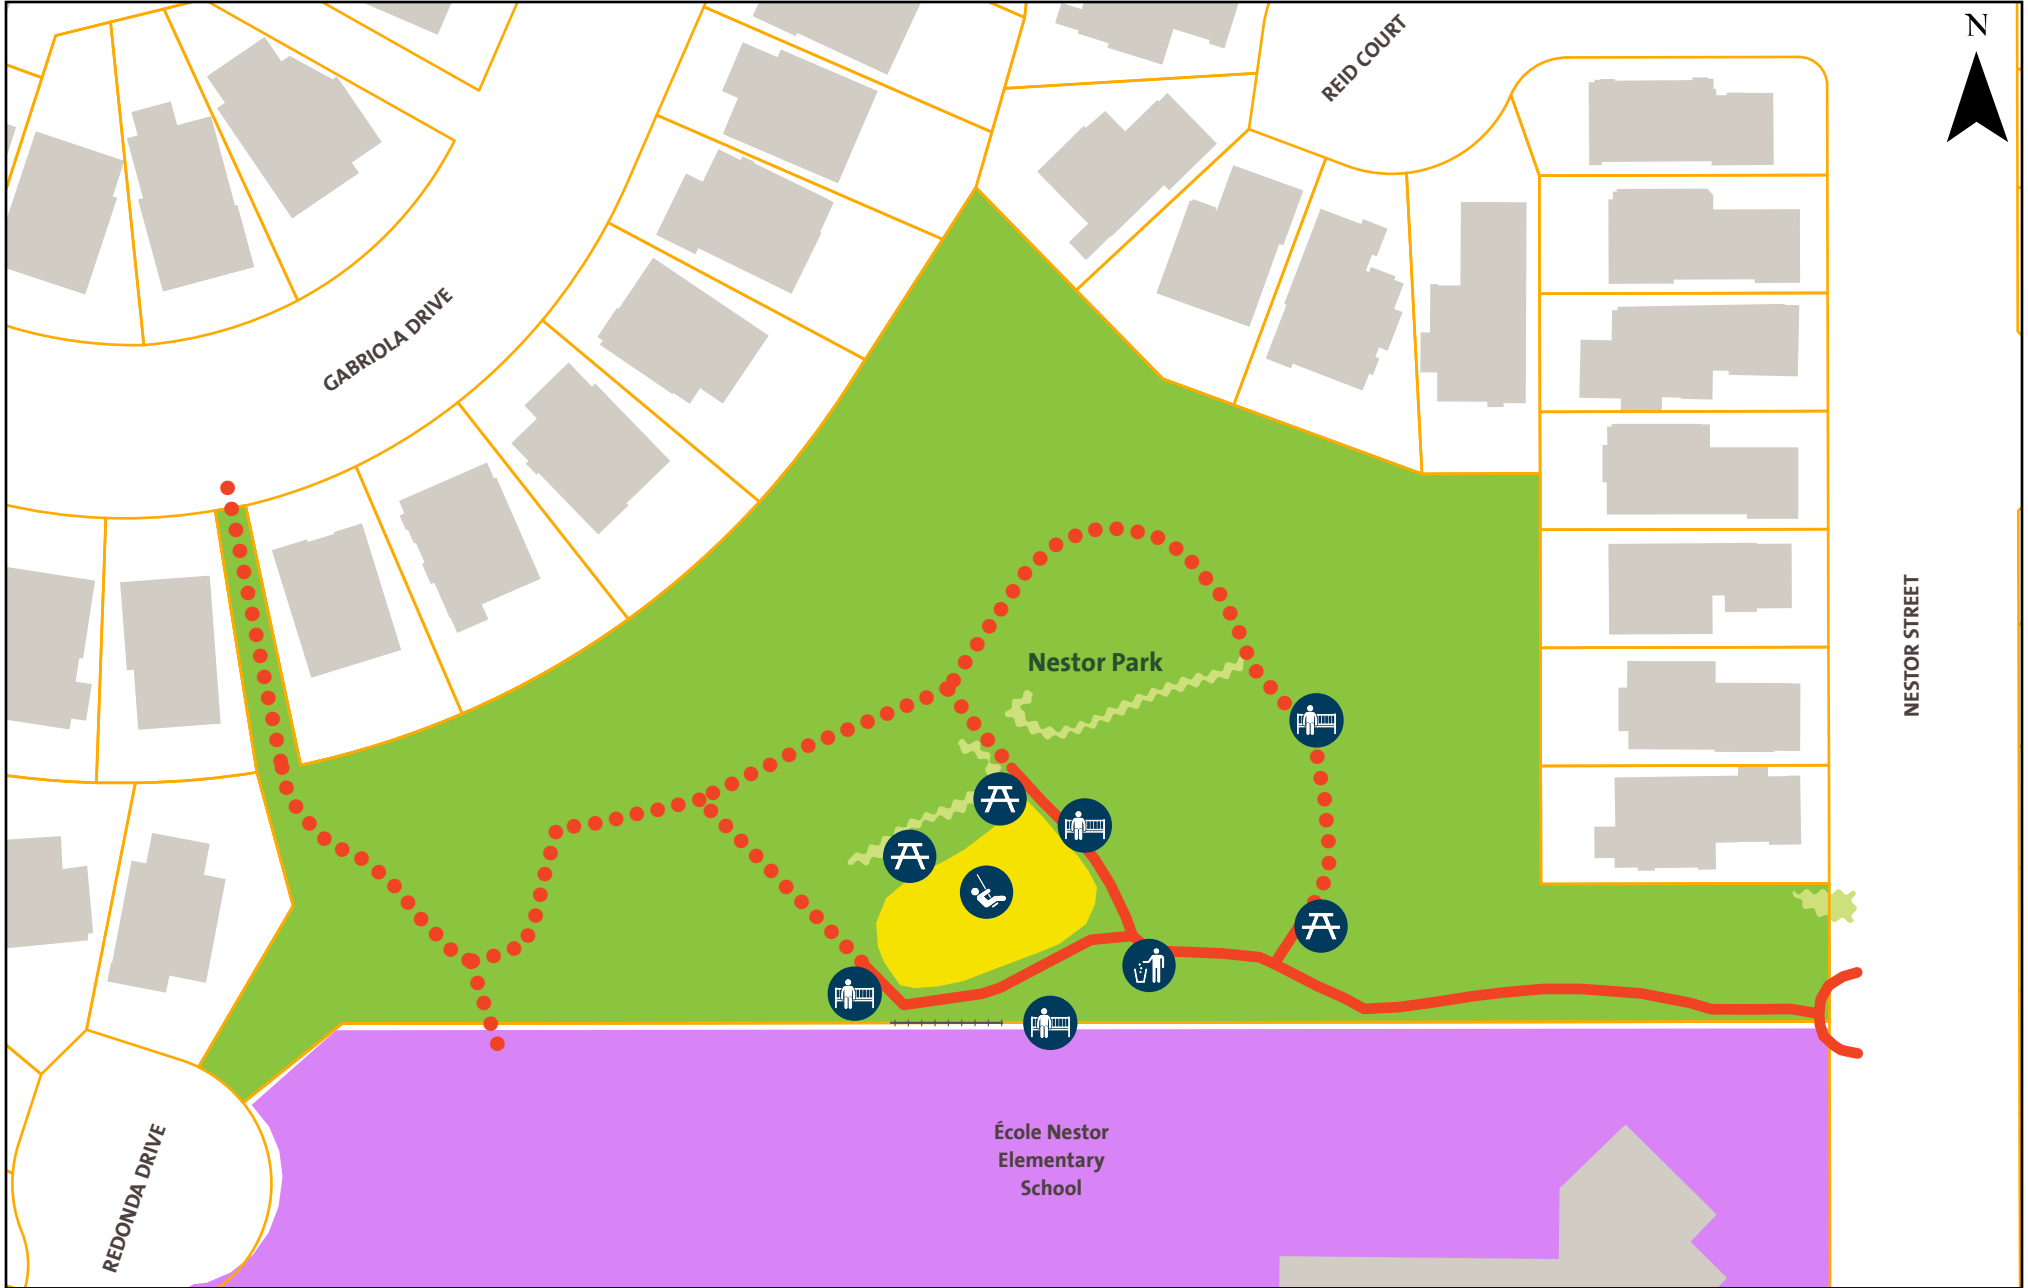 N
REID COURT
GABRIOLA DRIVE
NESTOR STREET
Nestor Park
École Nestor
Elementary
School
REDONDA DRIVE